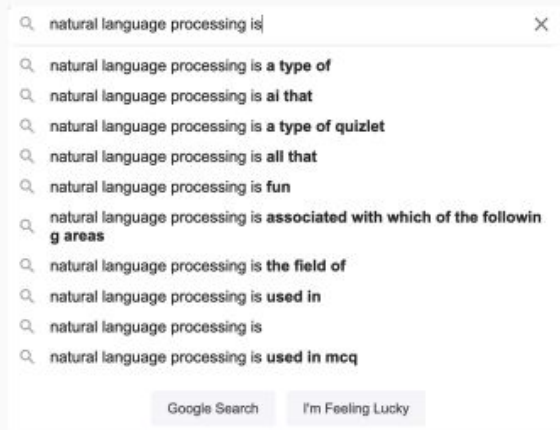 natural language processing is
natural language processing is a type of
natural language processing is ai that
natural language processing is a type of quizlet
natural language processing is all that
natural language processing is fun
natural language processing is associated with which of the followin
g areas
natural language processing is the field of
natural language processing is used in
natural language processing is
natural language processing is used in mcq
Google Search I'm Feeling Lucky